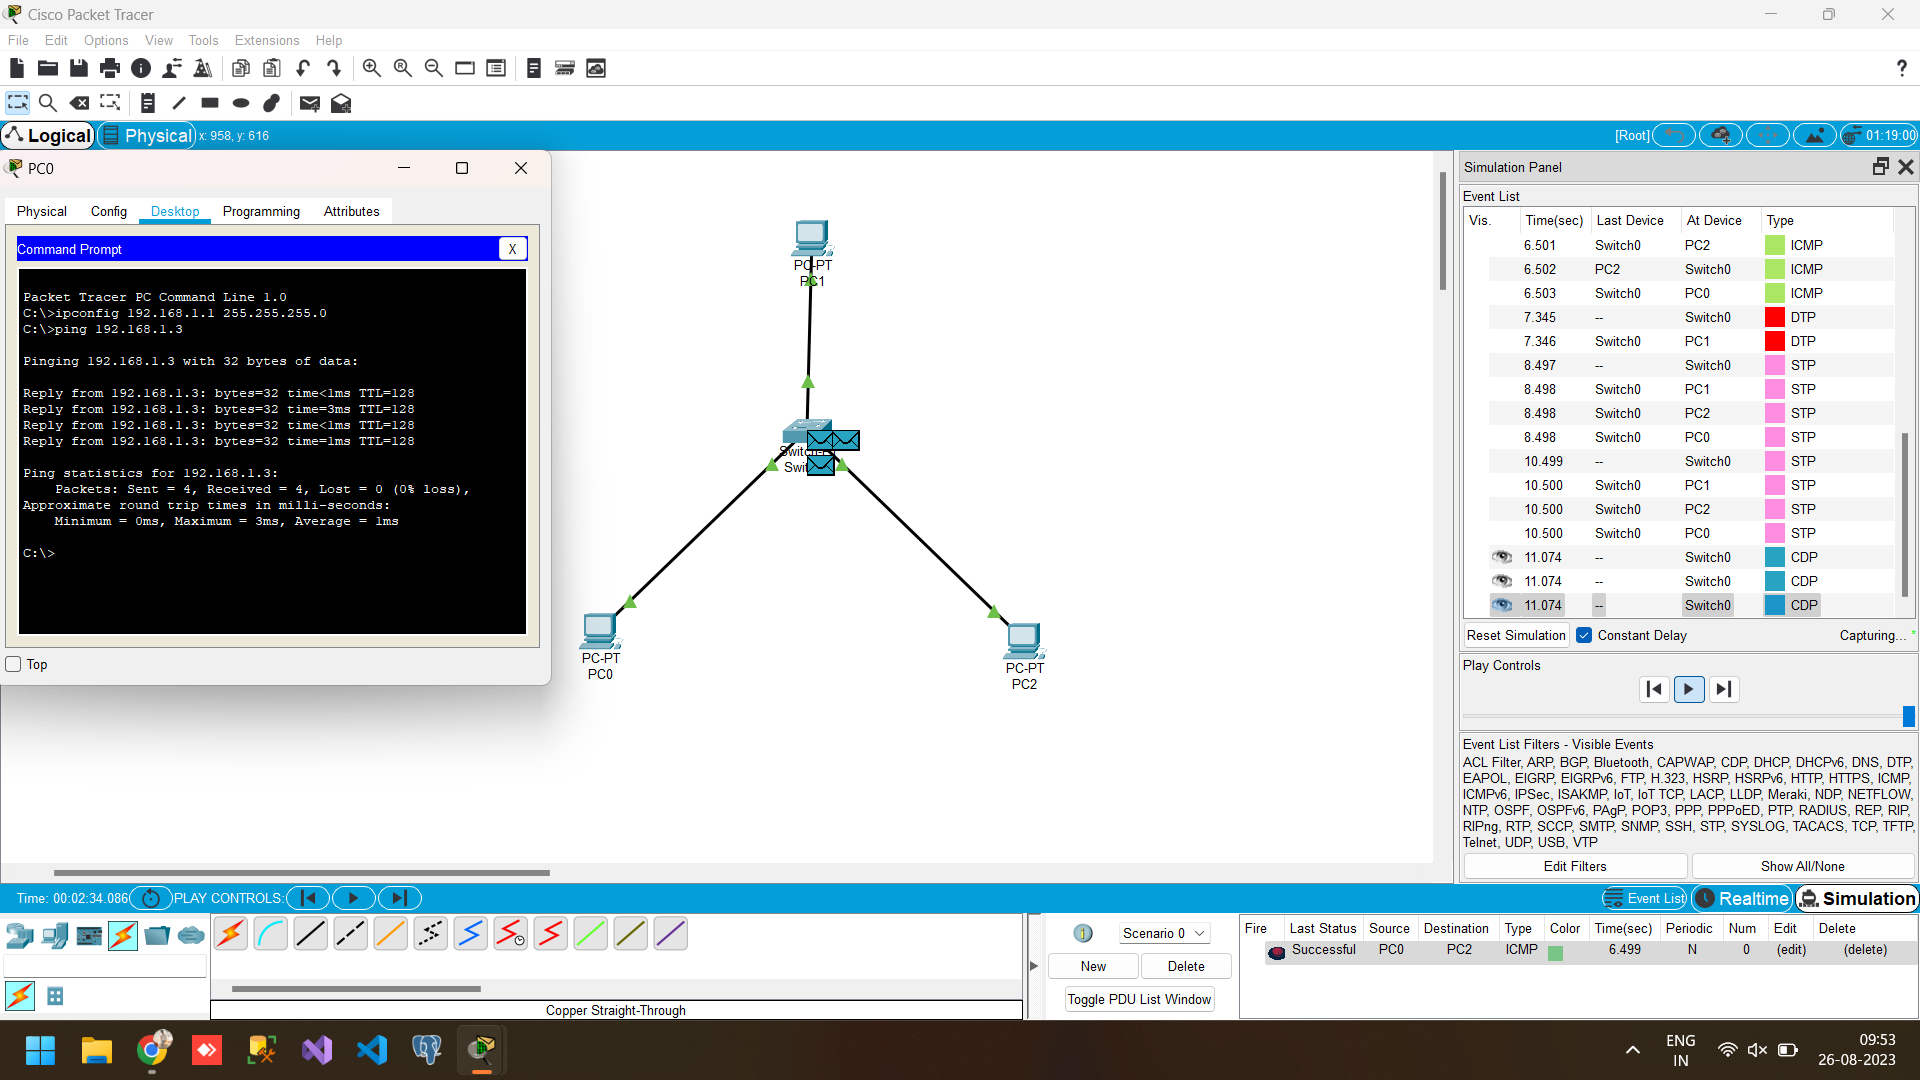 Cisco Packet Tracer
File Edit Options View Tools Extensions Help
Logical Physical x: 958, y: 616 [Root] 01:19:00
PC0
Physical Config Desktop Programming Attributes
Command Prompt X
Packet Tracer PC Command Line 1.0
C:\>ipconfig 192.168.1.1 255.255.255.0
C:\>ping 192.168.1.3
Pinging 192.168.1.3 with 32 bytes of data:
Reply from 192.168.1.3: bytes=32 time<1ms TTL=128
Reply from 192.168.1.3: bytes=32 time=3ms TTL=128
Reply from 192.168.1.3: bytes=32 time<1ms TTL=128
Reply from 192.168.1.3: bytes=32 time=1ms TTL=128
Ping statistics for 192.168.1.3:
Packets: Sent = 4, Received = 4, Lost = 0 (0% loss),
Approximate round trip times in milli-seconds:
Minimum = 0ms, Maximum = 3ms, Average = 1ms
C:\>
Top
PC-PT
PC1
PC-PT
PC0
PC-PT
PC2
Simulation Panel
Event List
Vis. Time(sec) Last Device At Device Type
6.501 Switch0 PC2 ICMP
6.502 PC2 Switch0 ICMP
6.503 Switch0 PC0 ICMP
7.345 -- Switch0 DTP
7.346 Switch0 PC1 DTP
8.497 -- Switch0 STP
8.498 Switch0 PC1 STP
8.498 Switch0 PC2 STP
8.498 Switch0 PC0 STP
10.499 -- Switch0 STP
10.500 Switch0 PC1 STP
10.500 Switch0 PC2 STP
10.500 Switch0 PC0 STP
11.074 -- Switch0 CDP
11.074 -- Switch0 CDP
11.074 -- Switch0 CDP
Reset Simulation Constant Delay Capturing...
Play Controls
Event List Filters - Visible Events
ACL Filter, ARP, BGP, Bluetooth, CAPWAP, CDP, DHCP, DHCPv6, DNS, DTP,
EAPOL, EIGRP, EIGRPv6, FTP, H.323, HSRP, HSRPv6, HTTP, HTTPS, ICMP,
ICMPv6, IPSec, ISAKMP, IoT, IoT TCP, LACP, LLDP, Meraki, NDP, NETFLOW,
NTP, OSPF, OSPFv6, PAgP, POP3, PPP, PPPoED, PTP, RADIUS, REP, RIP,
RIPng, RTP, SCCP, SMTP, SNMP, SSH, STP, SYSLOG, TACACS, TCP, TFTP,
Telnet, UDP, USB, VTP
Edit Filters Show All/None
Time: 00:02:34.086 PLAY CONTROLS: Event List Realtime Simulation
Copper Straight-Through
1 Scenario 0
New Delete
Toggle PDU List Window
Fire Last Status Source Destination Type Color Time(sec) Periodic Num Edit Delete
Successful PC0 PC2 ICMP 6.499 N 0 (edit) (delete)
ENG
IN
09:53
26-08-2023